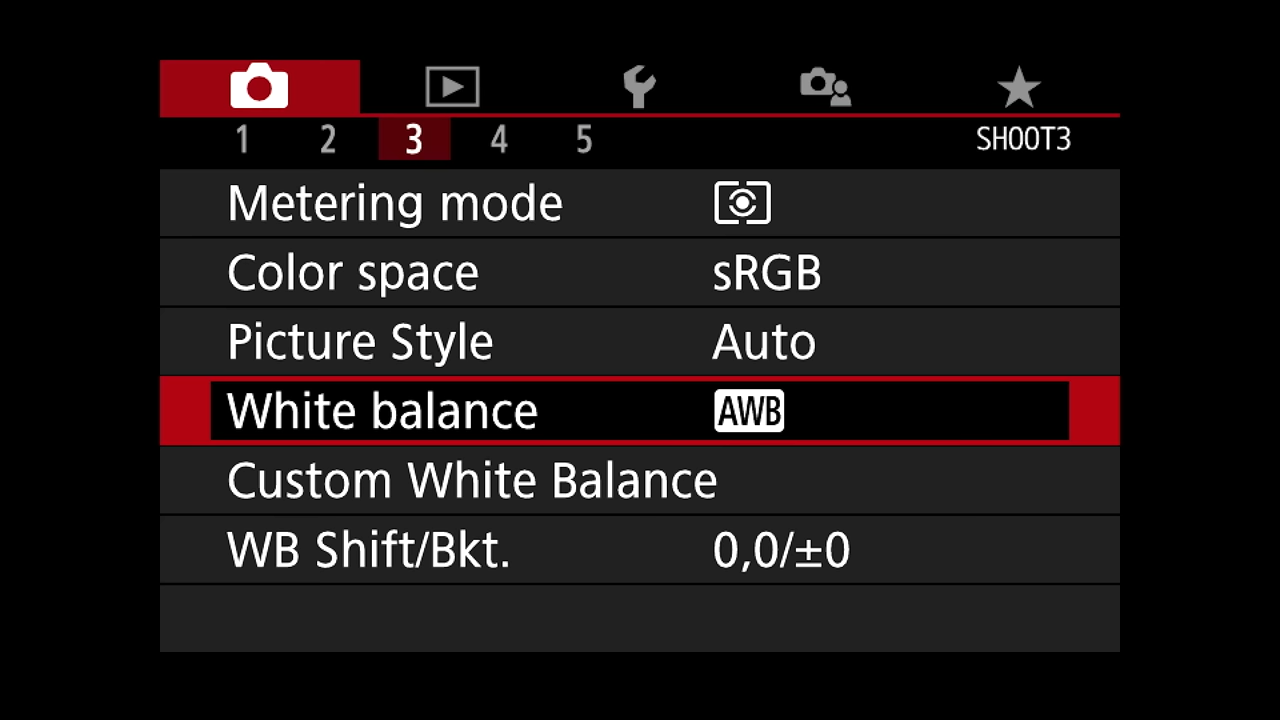 1 2 3 4 5 SHOOT3
Metering mode
Color space sRGB
Picture Style Auto
White balance AWB
Custom White Balance
WB Shift/Bkt. 0,0/±0